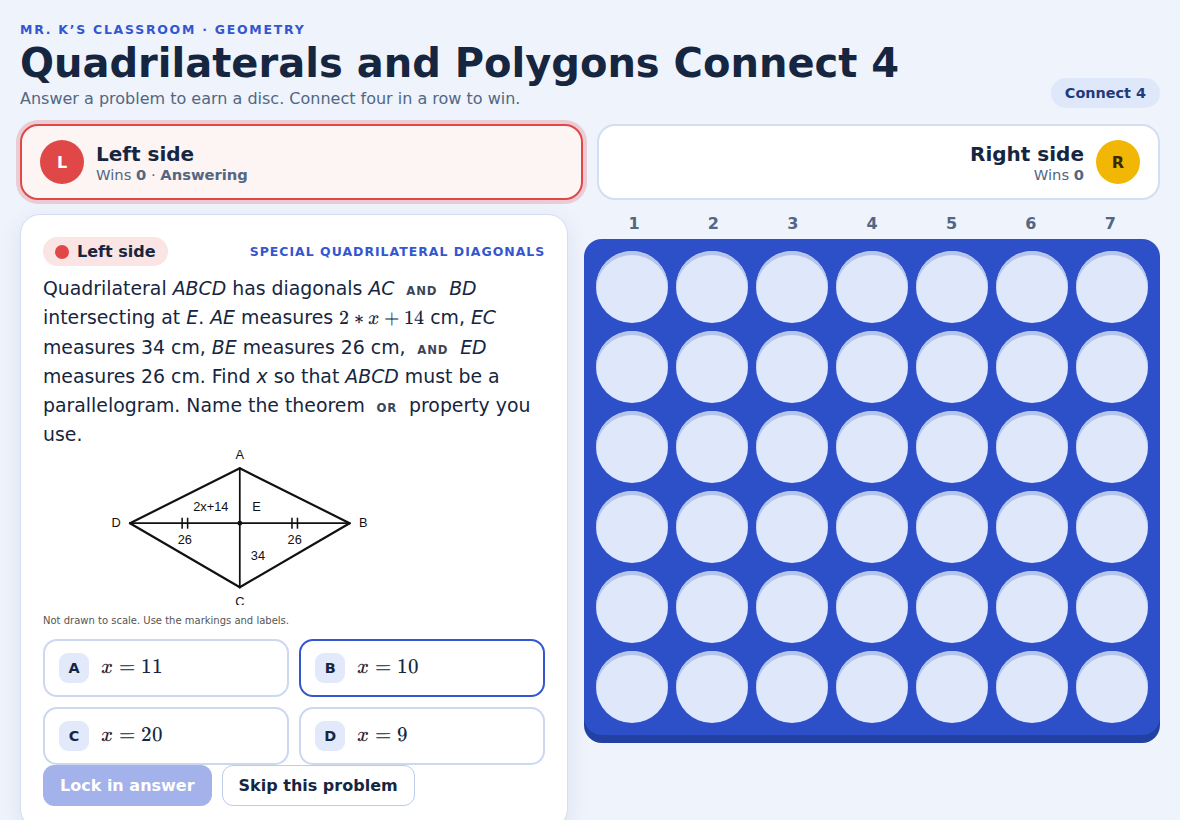 MR. K’S CLASSROOM · GEOMETRY
Quadrilaterals and Polygons Connect 4
Answer a problem to earn a disc. Connect four in a row to win.
Connect 4
L
Left side
Wins 0 · Answering
Right side
Wins 0
R
Left side
SPECIAL QUADRILATERAL DIAGONALS
Quadrilateral ABCD has diagonals AC AND BD
intersecting at E. AE measures 2 ∗ x + 14 cm, EC
measures 34 cm, BE measures 26 cm, AND ED
measures 26 cm. Find x so that ABCD must be a
parallelogram. Name the theorem OR property you
use.
A
2x+14
E
D
B
26
26
34
C
Not drawn to scale. Use the markings and labels.
A x = 11
B x = 10
C x = 20
D x = 9
Lock in answer
Skip this problem
1 2 3 4 5 6 7